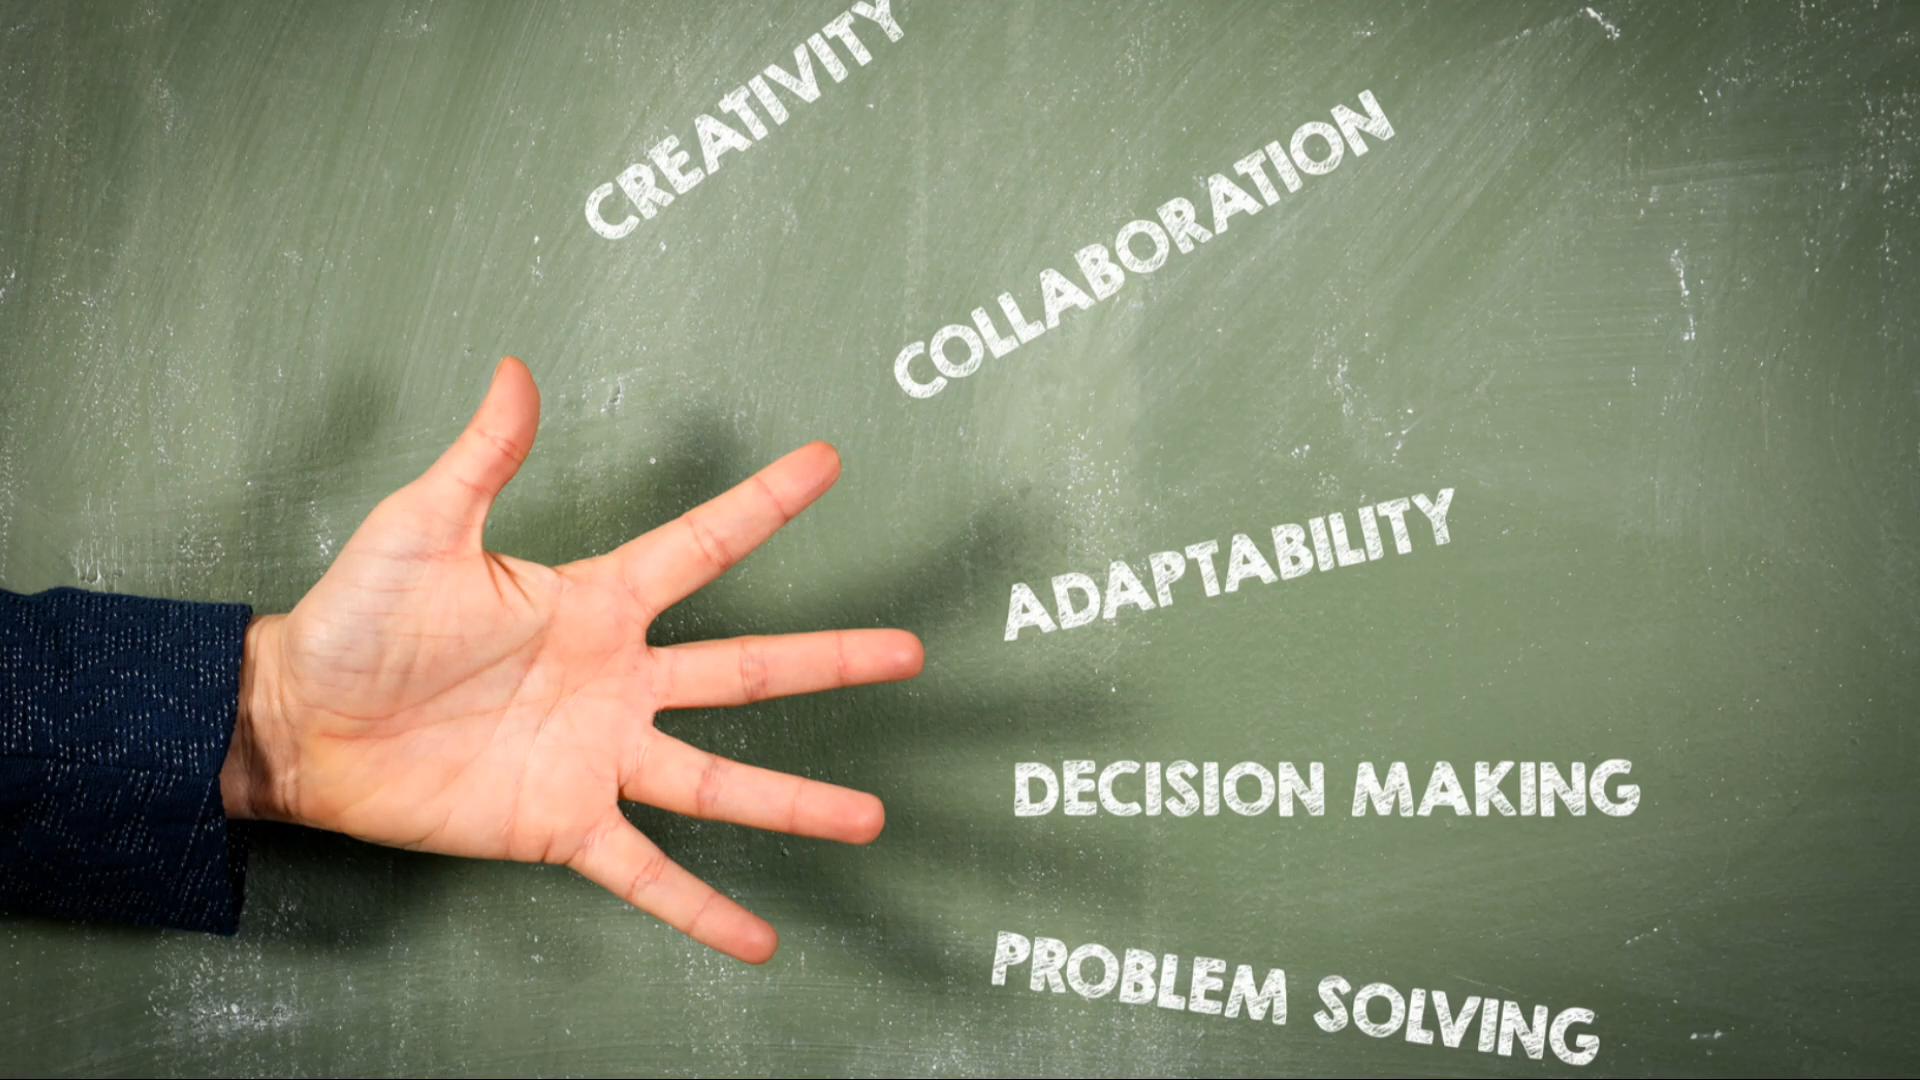 CREATIVITY
COLLABORATION
ADAPTABILITY
DECISION MAKING
PROBLEM SOLVING